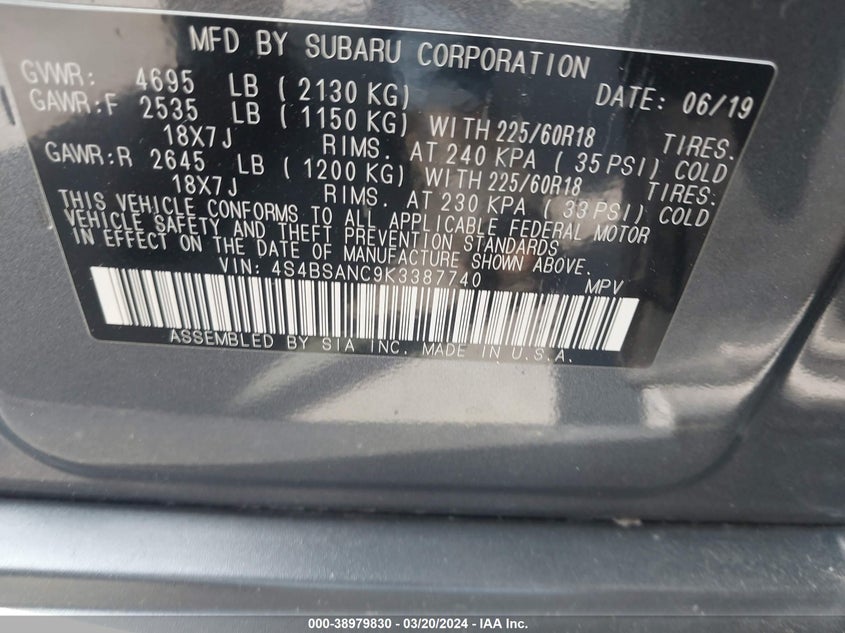 MFD BY SUBARU CORPORATION
GVWR: 4695 LB ( 2130 KG) DATE: 06/19
GAWR:F 2535 LB ( 1150 KG) WITH 225/60R18 TIRES.
18X7J RIMS. AT 240 KPA ( 35 PSI) COLD
GAWR:R 2645 LB ( 1200 KG) WITH 225/60R18 TIRES.
18X7J RIMS. AT 230 KPA ( 33 PSI) COLD
THIS VEHICLE CONFORMS TO ALL APPLICABLE FEDERAL MOTOR
VEHICLE SAFETY AND THEFT PREVENTION STANDARDS
IN EFFECT ON THE DATE OF MANUFACTURE SHOWN ABOVE.
VIN: 4S4BSANC9K3387740 MPV
ASSEMBLED BY SIA INC. MADE IN U.S.A.
000-38979830 - 03/20/2024 - IAA Inc.